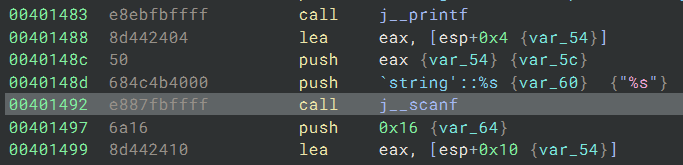 00401483 e8ebfbffff call j__printf
00401488 8d442404 lea eax, [esp+0x4 {var_54}]
0040148c 50 push eax {var_54} {var_5c}
0040148d 684c4b4000 push `string'::%s {var_60} {"%s"}
00401492 e887fbffff call j__scanf
00401497 6a16 push 0x16 {var_64}
00401499 8d442410 lea eax, [esp+0x10 {var_54}]